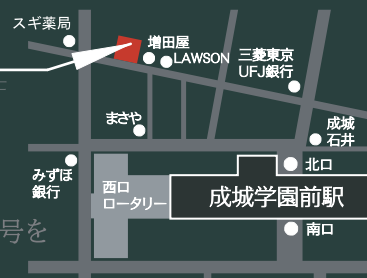 スギ薬局
増田屋
LAWSON
三菱東京
UFJ銀行
まさや
成城
石井
みずほ
銀行
西口
ロータリー
北口
成城学園前駅
南口
号を